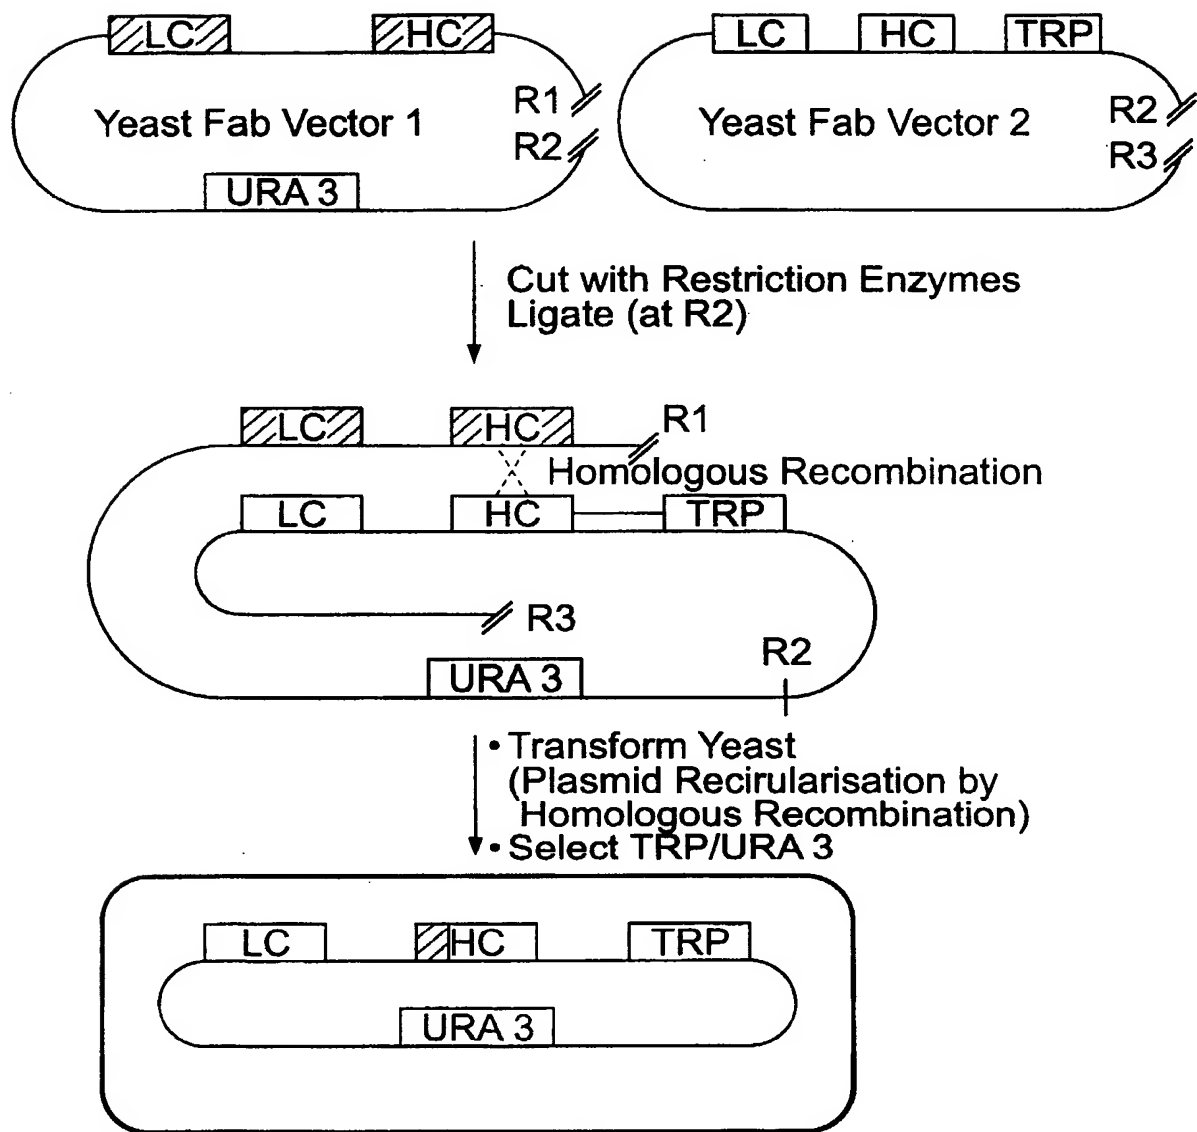 LC HC LC HC TRP
Yeast Fab Vector 1 R1 Yeast Fab Vector 2 R2
R2 R3
URA 3
Cut with Restriction Enzymes
Ligate (at R2)
LC HC R1
Homologous Recombination
LC HC TRP
R3
R2
URA 3
• Transform Yeast
(Plasmid Recirularisation by
Homologous Recombination)
• Select TRP/URA 3
LC HC TRP
URA 3